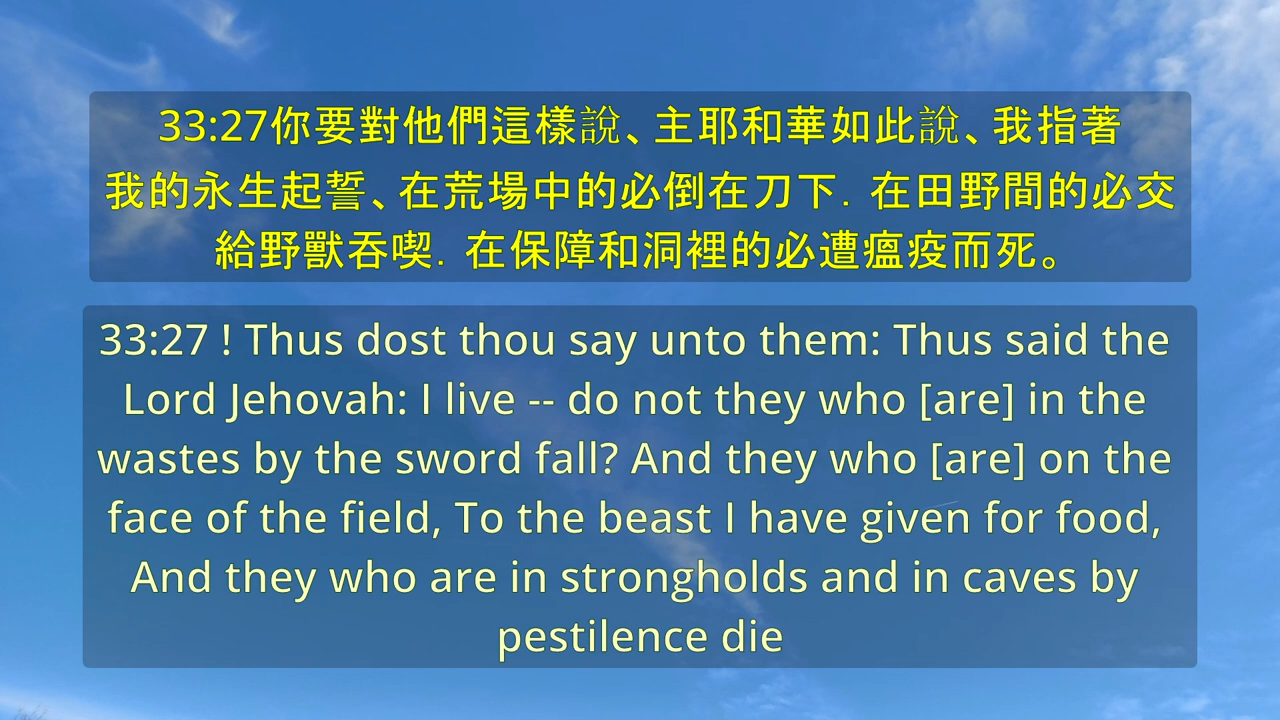 33:27你要對他們這樣說、主耶和華如此說、我指著
我的永生起誓、在荒場中的必倒在刀下．在田野間的必交
給野獸吞喫．在保障和洞裡的必遭瘟疫而死。
33:27 ! Thus dost thou say unto them: Thus said the
Lord Jehovah: I live -- do not they who [are] in the
wastes by the sword fall? And they who [are] on the
face of the field, To the beast I have given for food,
And they who are in strongholds and in caves by
pestilence die